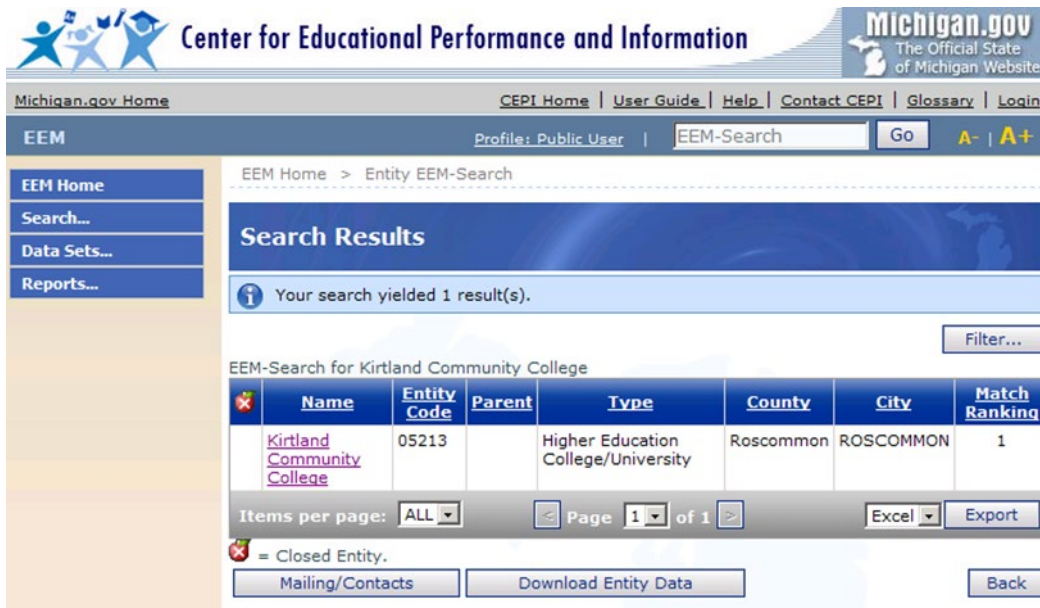 Center for Educational Performance and Information
Michigan.gov
The Official State
of Michigan Website
Michigan.gov Home
CEPI Home | User Guide | Help | Contact CEPI | Glossary | Login
EEM
Profile: Public User | EEM-Search Go A- | A+
EEM Home
Search...
Data Sets...
Reports...
EEM Home > Entity EEM-Search
Search Results
Your search yielded 1 result(s).
Filter...
EEM-Search for Kirtland Community College
Name Entity Code Parent Type County City Match Ranking
Kirtland Community College 05213 Higher Education College/University Roscommon ROSCOMMON 1
Items per page: ALL < Page 1 of 1 > Excel Export
= Closed Entity.
Mailing/Contacts Download Entity Data Back